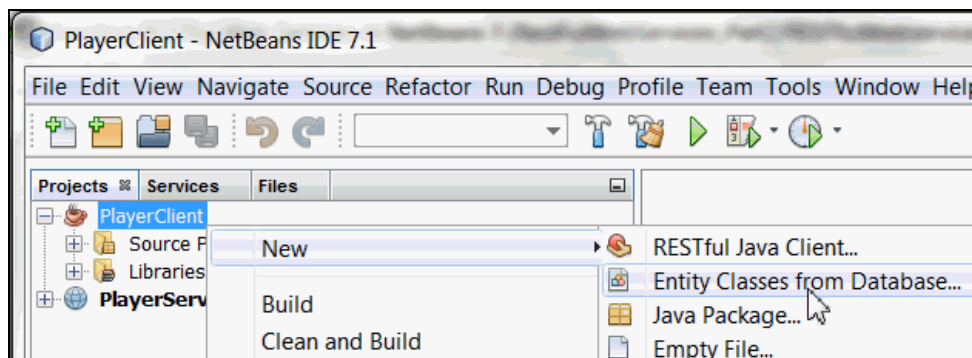 PlayerClient - NetBeans IDE 7.1
File Edit View Navigate Source Refactor Run Debug Profile Team Tools Window Help
Projects Services Files
PlayerClient
Source P
New
RESTful Java Client...
Libraries
Entity Classes from Database...
PlayerServ
Build
Java Package...
Clean and Build
Empty File...